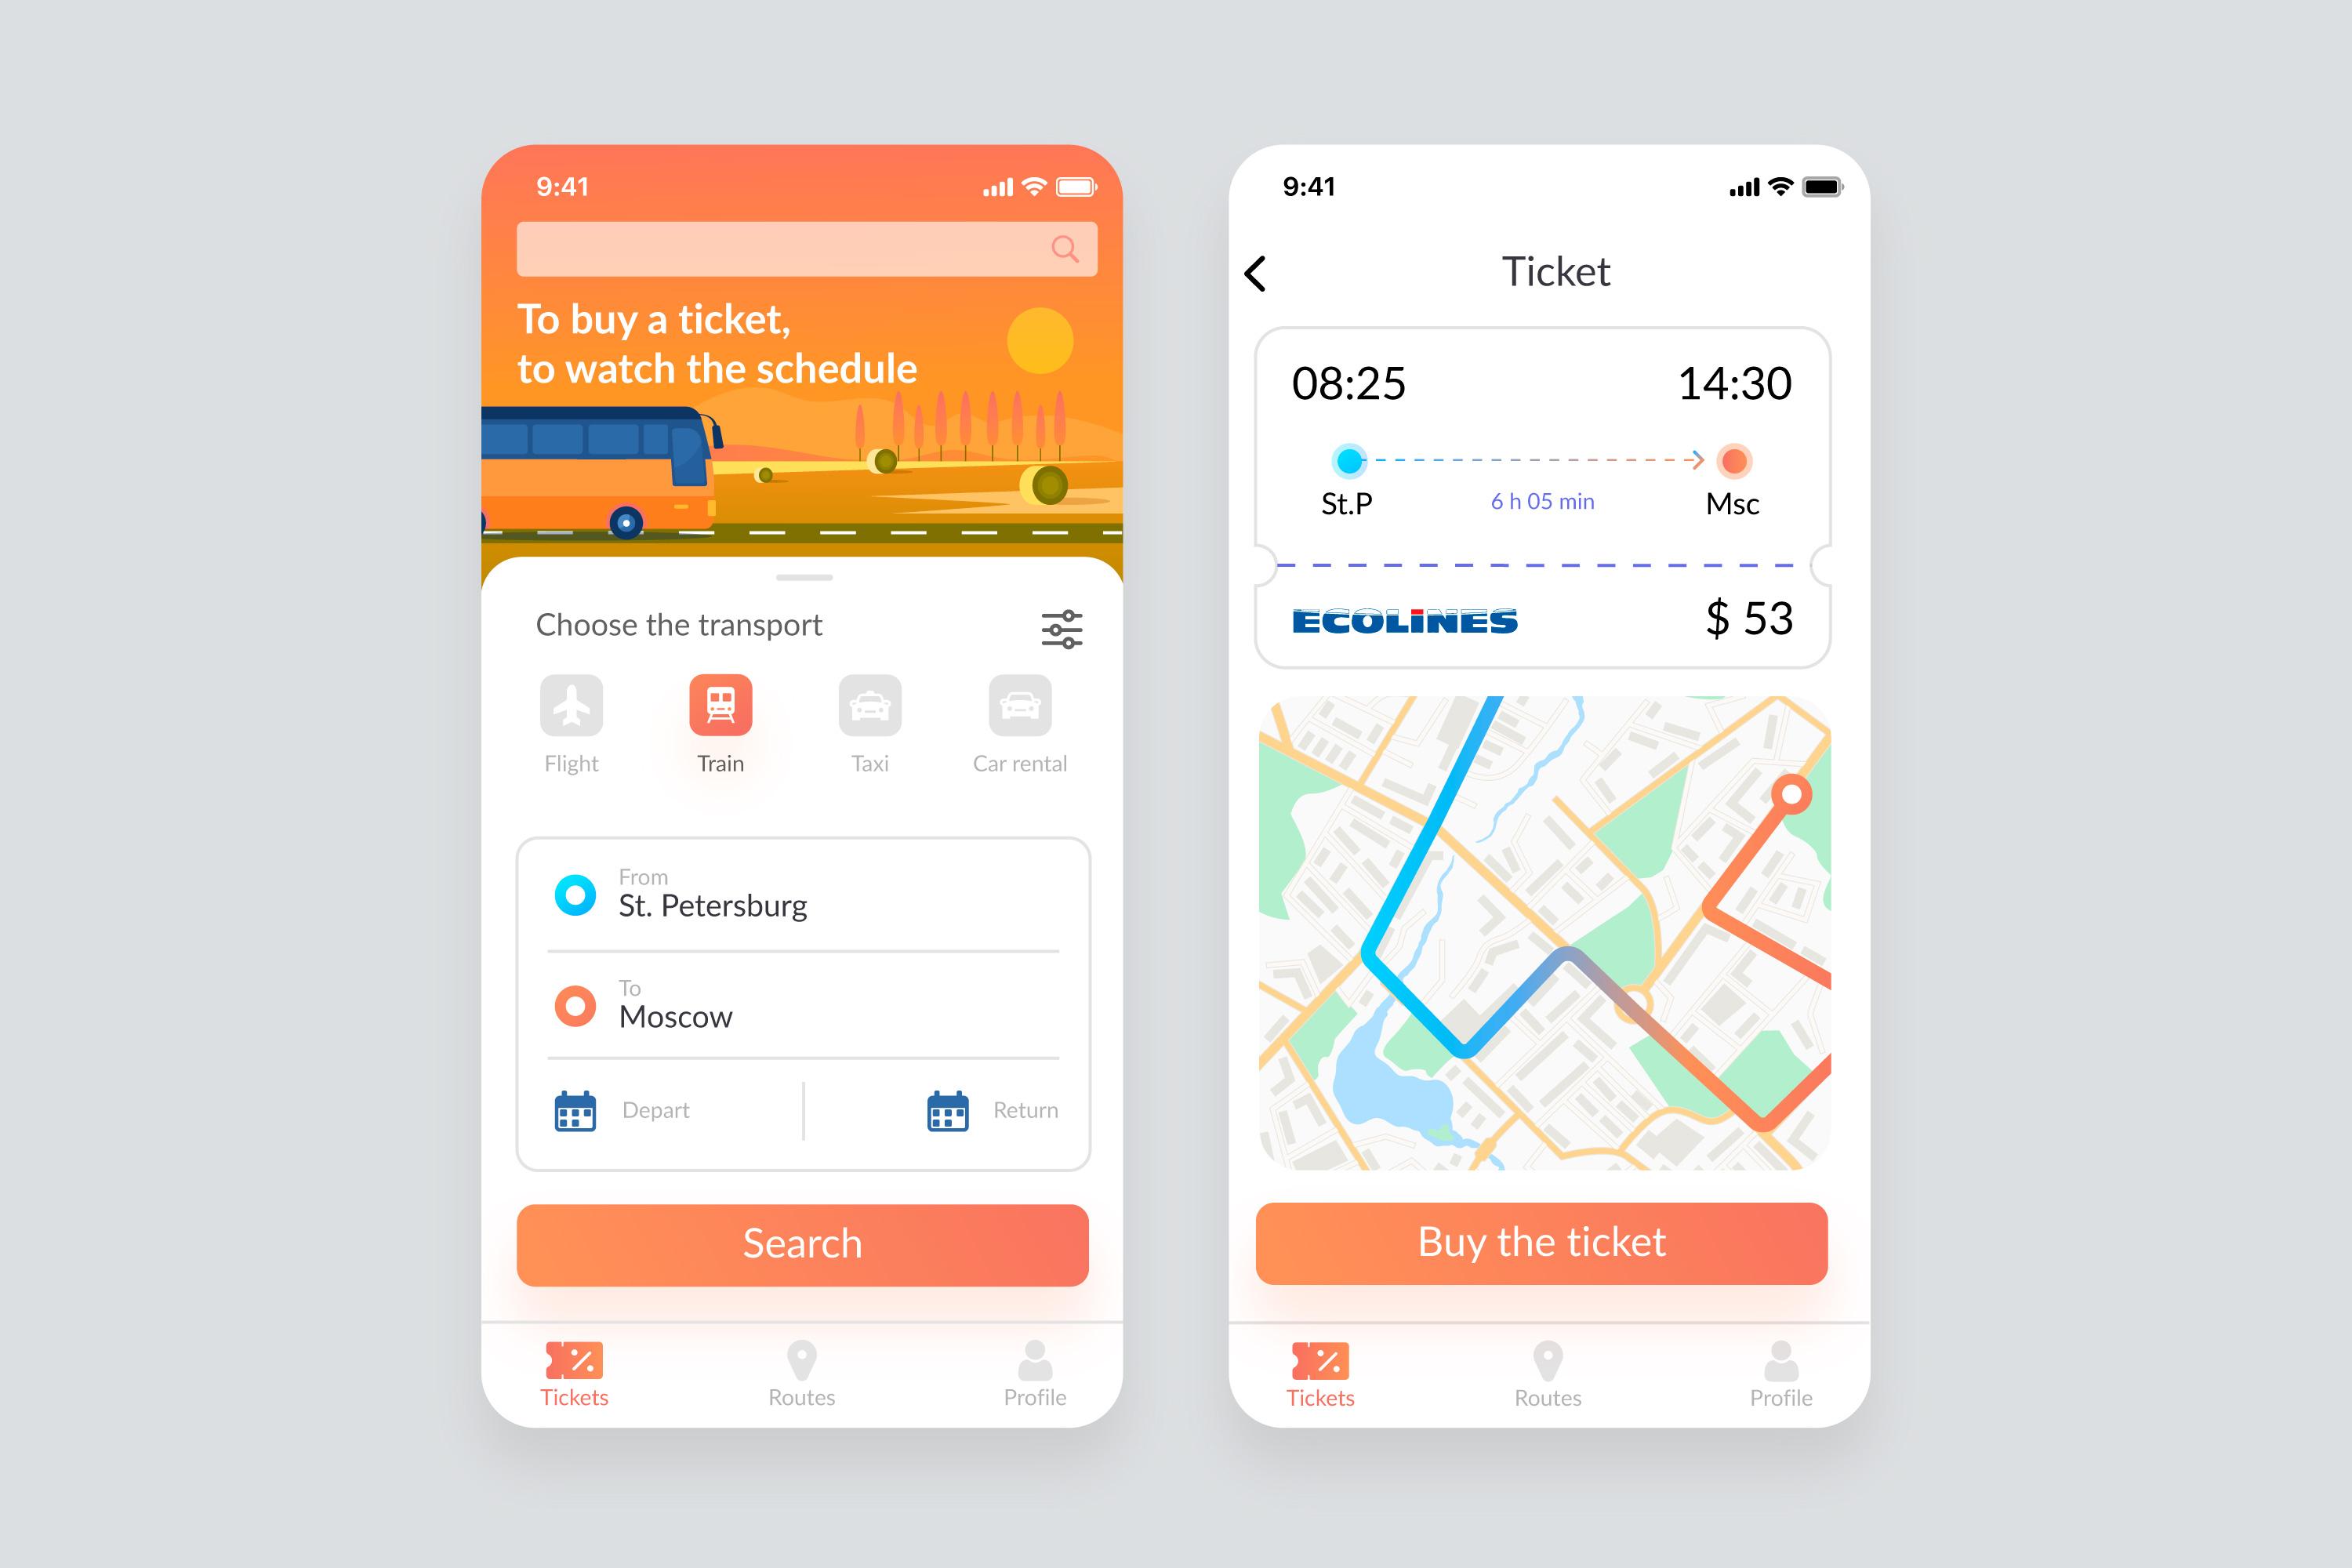 9:41
To buy a ticket,
to watch the schedule
Choose the transport
Flight
Train
Taxi
Car rental
From
St. Petersburg
To
Moscow
Depart
Return
Search
Tickets
Routes
Profile
9:41
Ticket
08:25
14:30
St.P
6 h 05 min
Msc
ECOLiNES
$ 53
Buy the ticket
Tickets
Routes
Profile